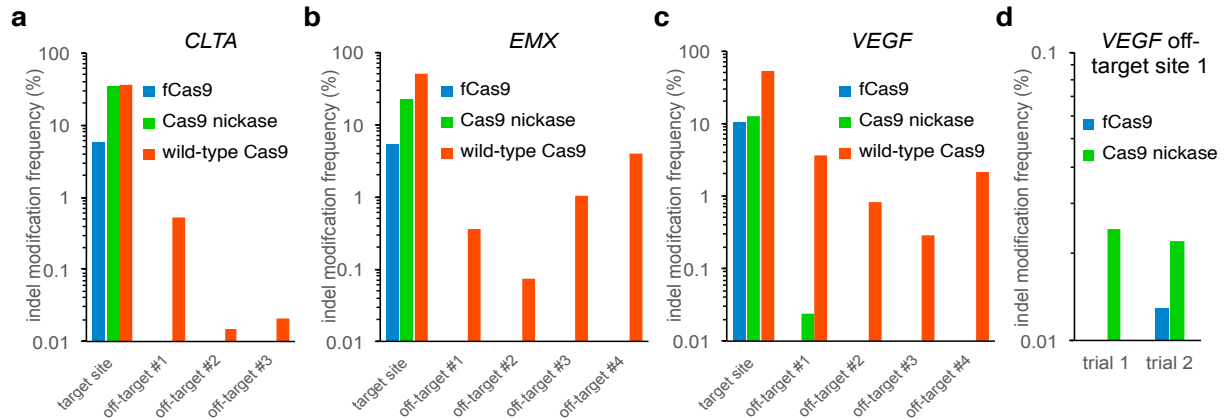 a
CLTA
indel modifcation frequency (%)
100
10
1
0.1
0.01
fCas9
Cas9 nickase
wild-type Cas9
target site
off-target #1
off-target #2
off-target #3
b
EMX
indel modification frequency (%)
100
10
1
0.1
0.01
fCas9
Cas9 nickase
wild-type Cas9
target site
off-target #1
off-target #2
off-target #3
off-target #4
c
VEGF
indel modification frequency (%)
100
10
1
0.1
0.01
fCas9
Cas9 nickase
wild-type Cas9
target site
off-target #1
off-target #2
off-target #3
off-target #4
d
VEGF off-
target site 1
indel modification frequency (%)
0.1
0.01
fCas9
Cas9 nickase
trial 1
trial 2